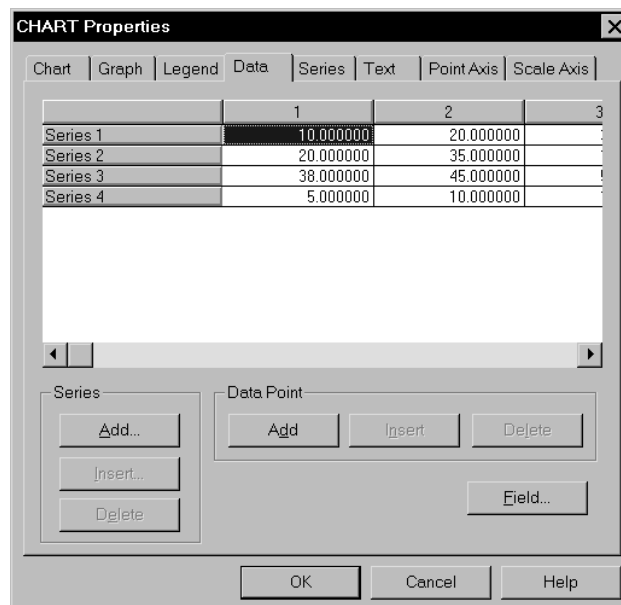 CHART Properties
Chart Graph Legend Data Series Text Point Axis Scale Axis
1 2 3
Series 1 10.000000 20.000000
Series 2 20.000000 35.000000
Series 3 38.000000 45.000000
Series 4 5.000000 10.000000
Series Data Point
Add... Add Insert Delete
Insert...
Field...
Delete
OK Cancel Help